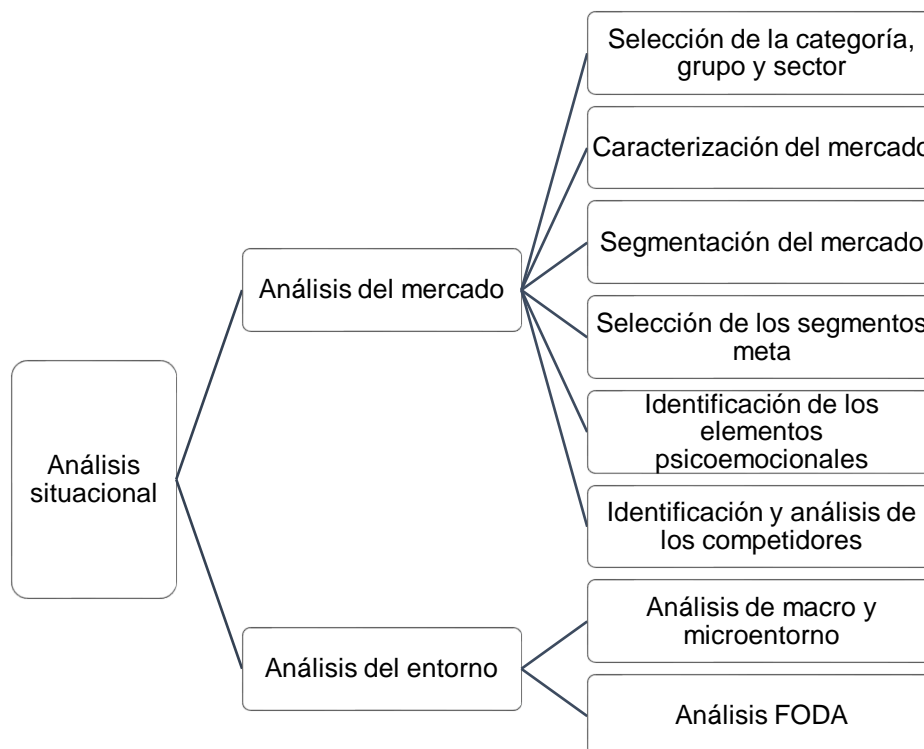 Selección de la categoría,
grupo y sector
Caracterización del mercado
Segmentación del mercado
Análisis del mercado
Selección de los segmentos
meta
Identificación de los
elementos
psicoemocionales
Análisis
situacional
Identificación y análisis de
los competidores
Análisis de macro y
microentorno
Análisis del entorno
Análisis FODA